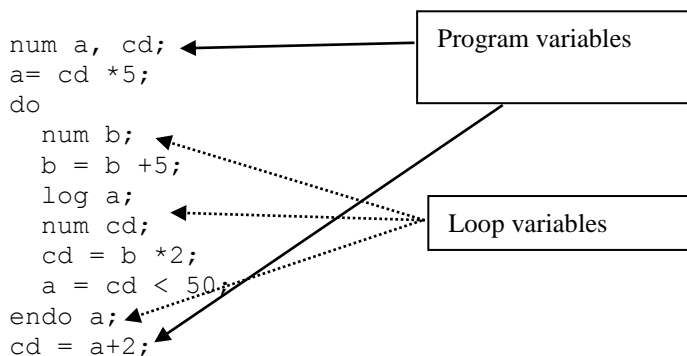 num a, cd;
a= cd *5;
do
num b;
b = b +5;
log a;
num cd;
cd = b *2;
a = cd < 50;
endo a;
cd = a+2;
Program variables
Loop variables